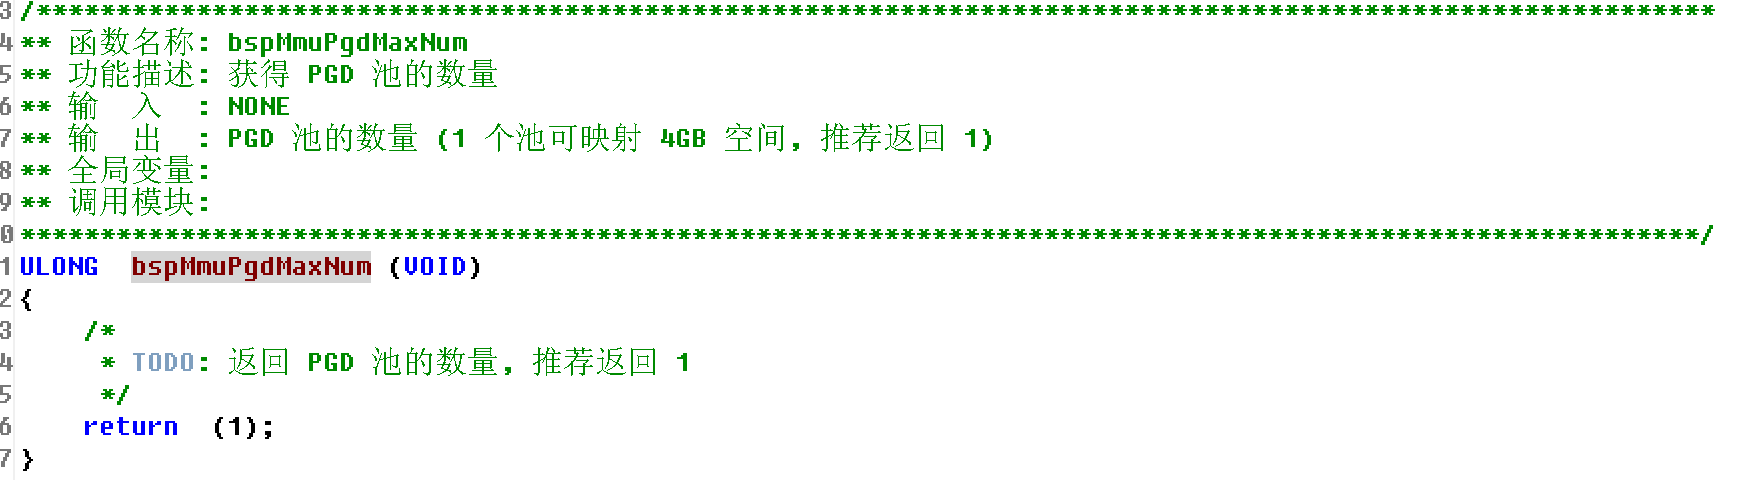 3 /*********************************************************************************************************
4 ** 函数名称: bspMmuPgdMaxNum
5 ** 功能描述: 获得 PGD 池的数量
6 ** 输  入  : NONE
7 ** 输  出  : PGD 池的数量 (1 个池可映射 4GB 空间, 推荐返回 1)
8 ** 全局变量:
9 ** 调用模块:
0 *********************************************************************************************************/
1 ULONG  bspMmuPgdMaxNum (VOID)
2 {
3     /*
4      * TODO: 返回 PGD 池的数量, 推荐返回 1
5      */
6     return  (1);
7 }